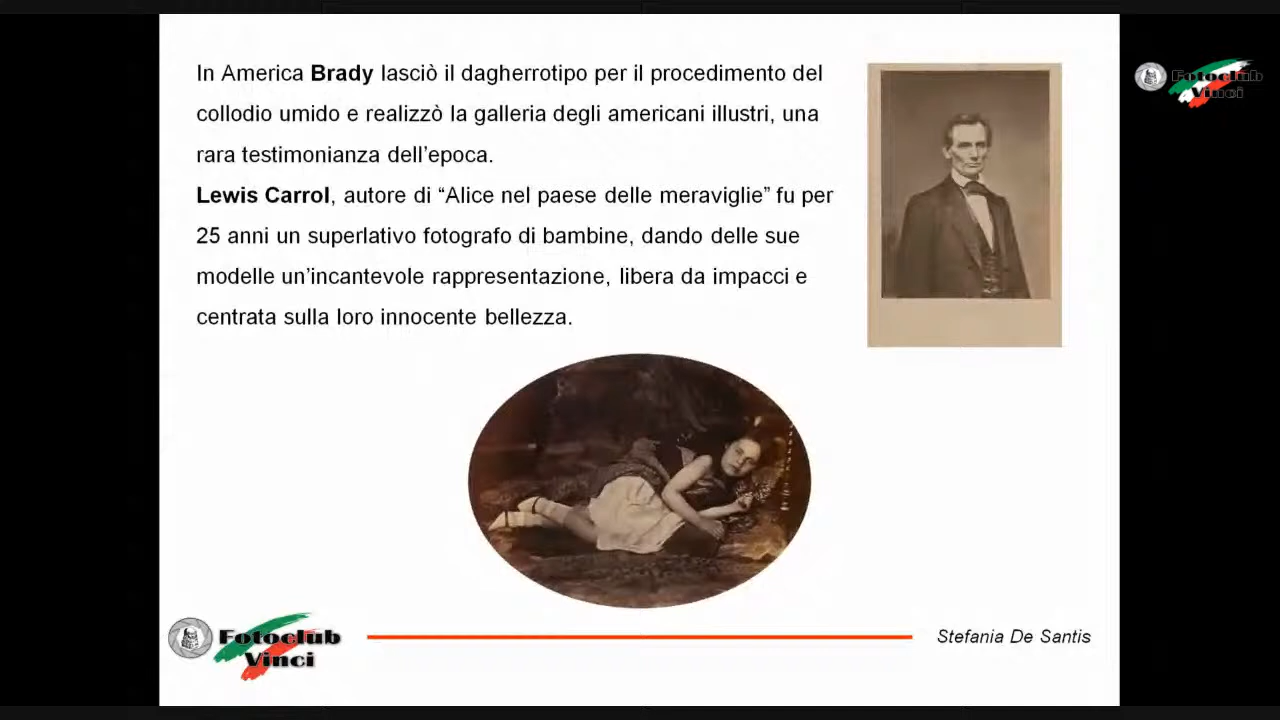 In America Brady lasciò il dagherrotipo per il procedimento del
collodio umido e realizzò la galleria degli americani illustri, una
rara testimonianza dell'epoca.
Lewis Carrol, autore di “Alice nel paese delle meraviglie” fu per
25 anni un superlativo fotografo di bambine, dando delle sue
modelle un'incantevole rappresentazione, libera da impacci e
centrata sulla loro innocente bellezza.
Fotoclub
Vinci
Stefania De Santis
Fotoclub
Vinci